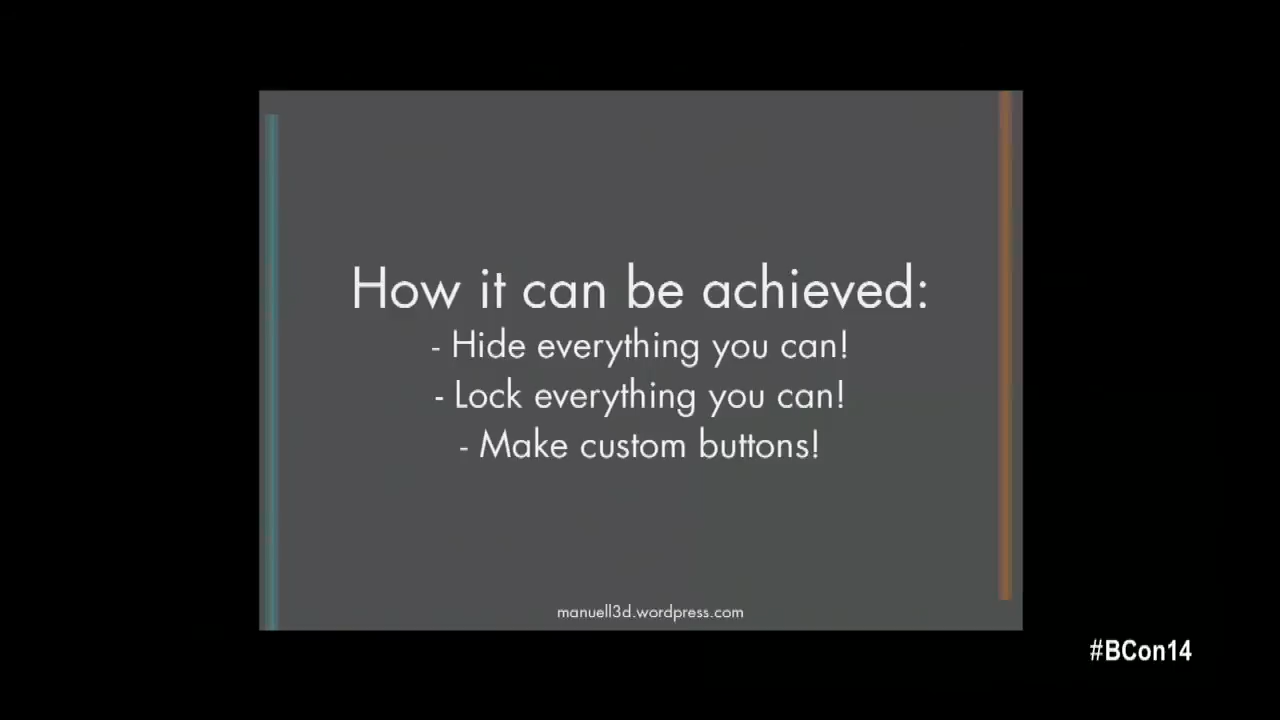 How it can be achieved:
- Hide everything you can!
- Lock everything you can!
- Make custom buttons!
manuell3d.wordpress.com
#BCon14